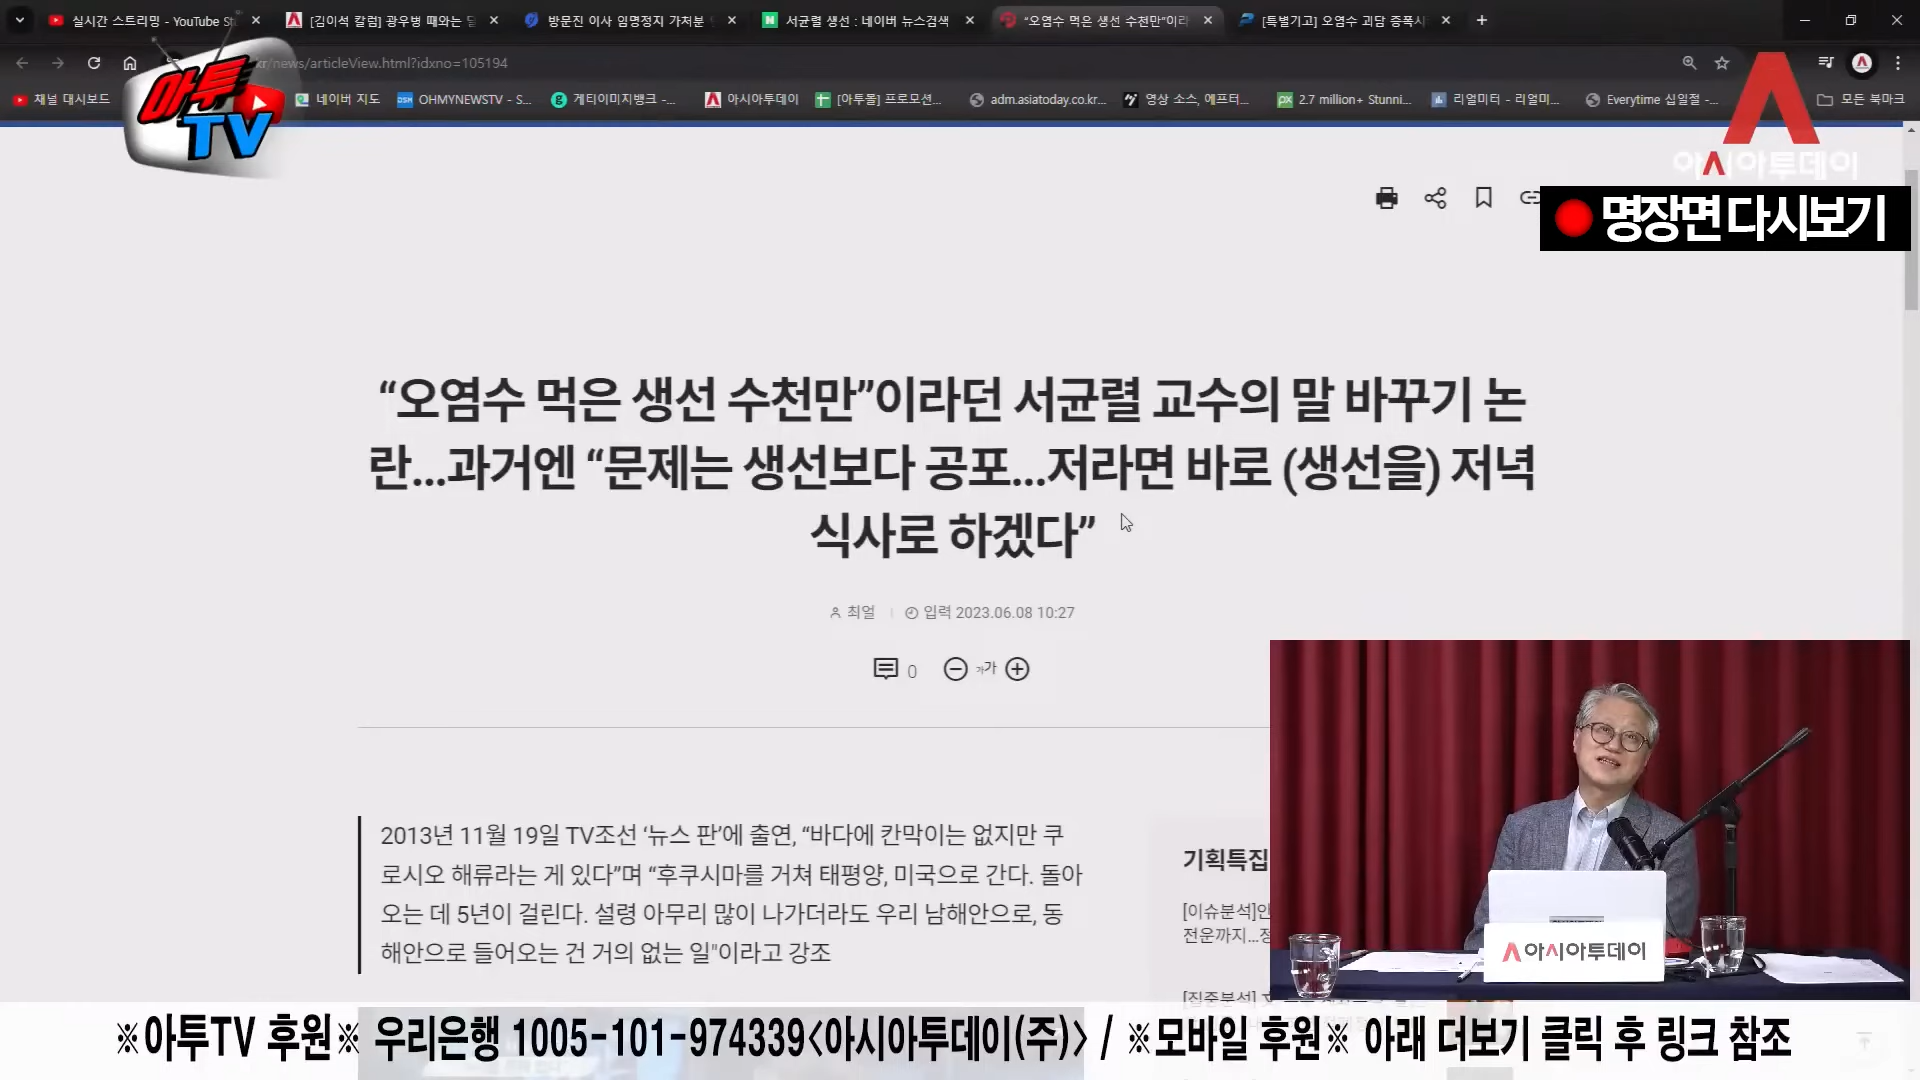 실시간 스트리밍 - YouTube St
[김이석 칼럼] 광우병 때와는 달
방문진 이사 임명정지 가처분
서균렬 생선 : 네이버 뉴스검색
“오염수 먹은 생선 수천만”이라
[특별기고] 오염수 괴담 증폭시
kr/news/articleView.html?idxno=105194
채널 대시보드
네이버 지도
OHMYNEWSTV - S...
게티이미지뱅크 -...
아시아투데이
[아투몰] 프로모션...
adm.asiatoday.co.kr...
영상 소스, 에프터...
2.7 million+ Stunni...
리얼미터 - 리얼미...
Everytime 십일절 -...
모든 북마크
아투
TV
아시아투데이
명장면 다시보기
“오염수 먹은 생선 수천만”이라던 서균렬 교수의 말 바꾸기 논
란...과거엔 “문제는 생선보다 공포...저라면 바로 (생선을) 저녁
식사로 하겠다”
최얼 입력 2023.06.08 10:27
0 가가
2013년 11월 19일 TV조선 ‘뉴스 판’에 출연, “바다에 칸막이는 없지만 쿠
로시오 해류라는 게 있다”며 “후쿠시마를 거쳐 태평양, 미국으로 간다. 돌아
오는 데 5년이 걸린다. 설령 아무리 많이 나가더라도 우리 남해안으로, 동
해안으로 들어오는 건 거의 없는 일"이라고 강조
기획특집
[이슈분석]안
전운까지...정
[집중분석]
아시아투데이
※아투TV 후원※ 우리은행 1005-101-974339<아시아투데이(주)> / ※모바일 후원※ 아래 더보기 클릭 후 링크 참조